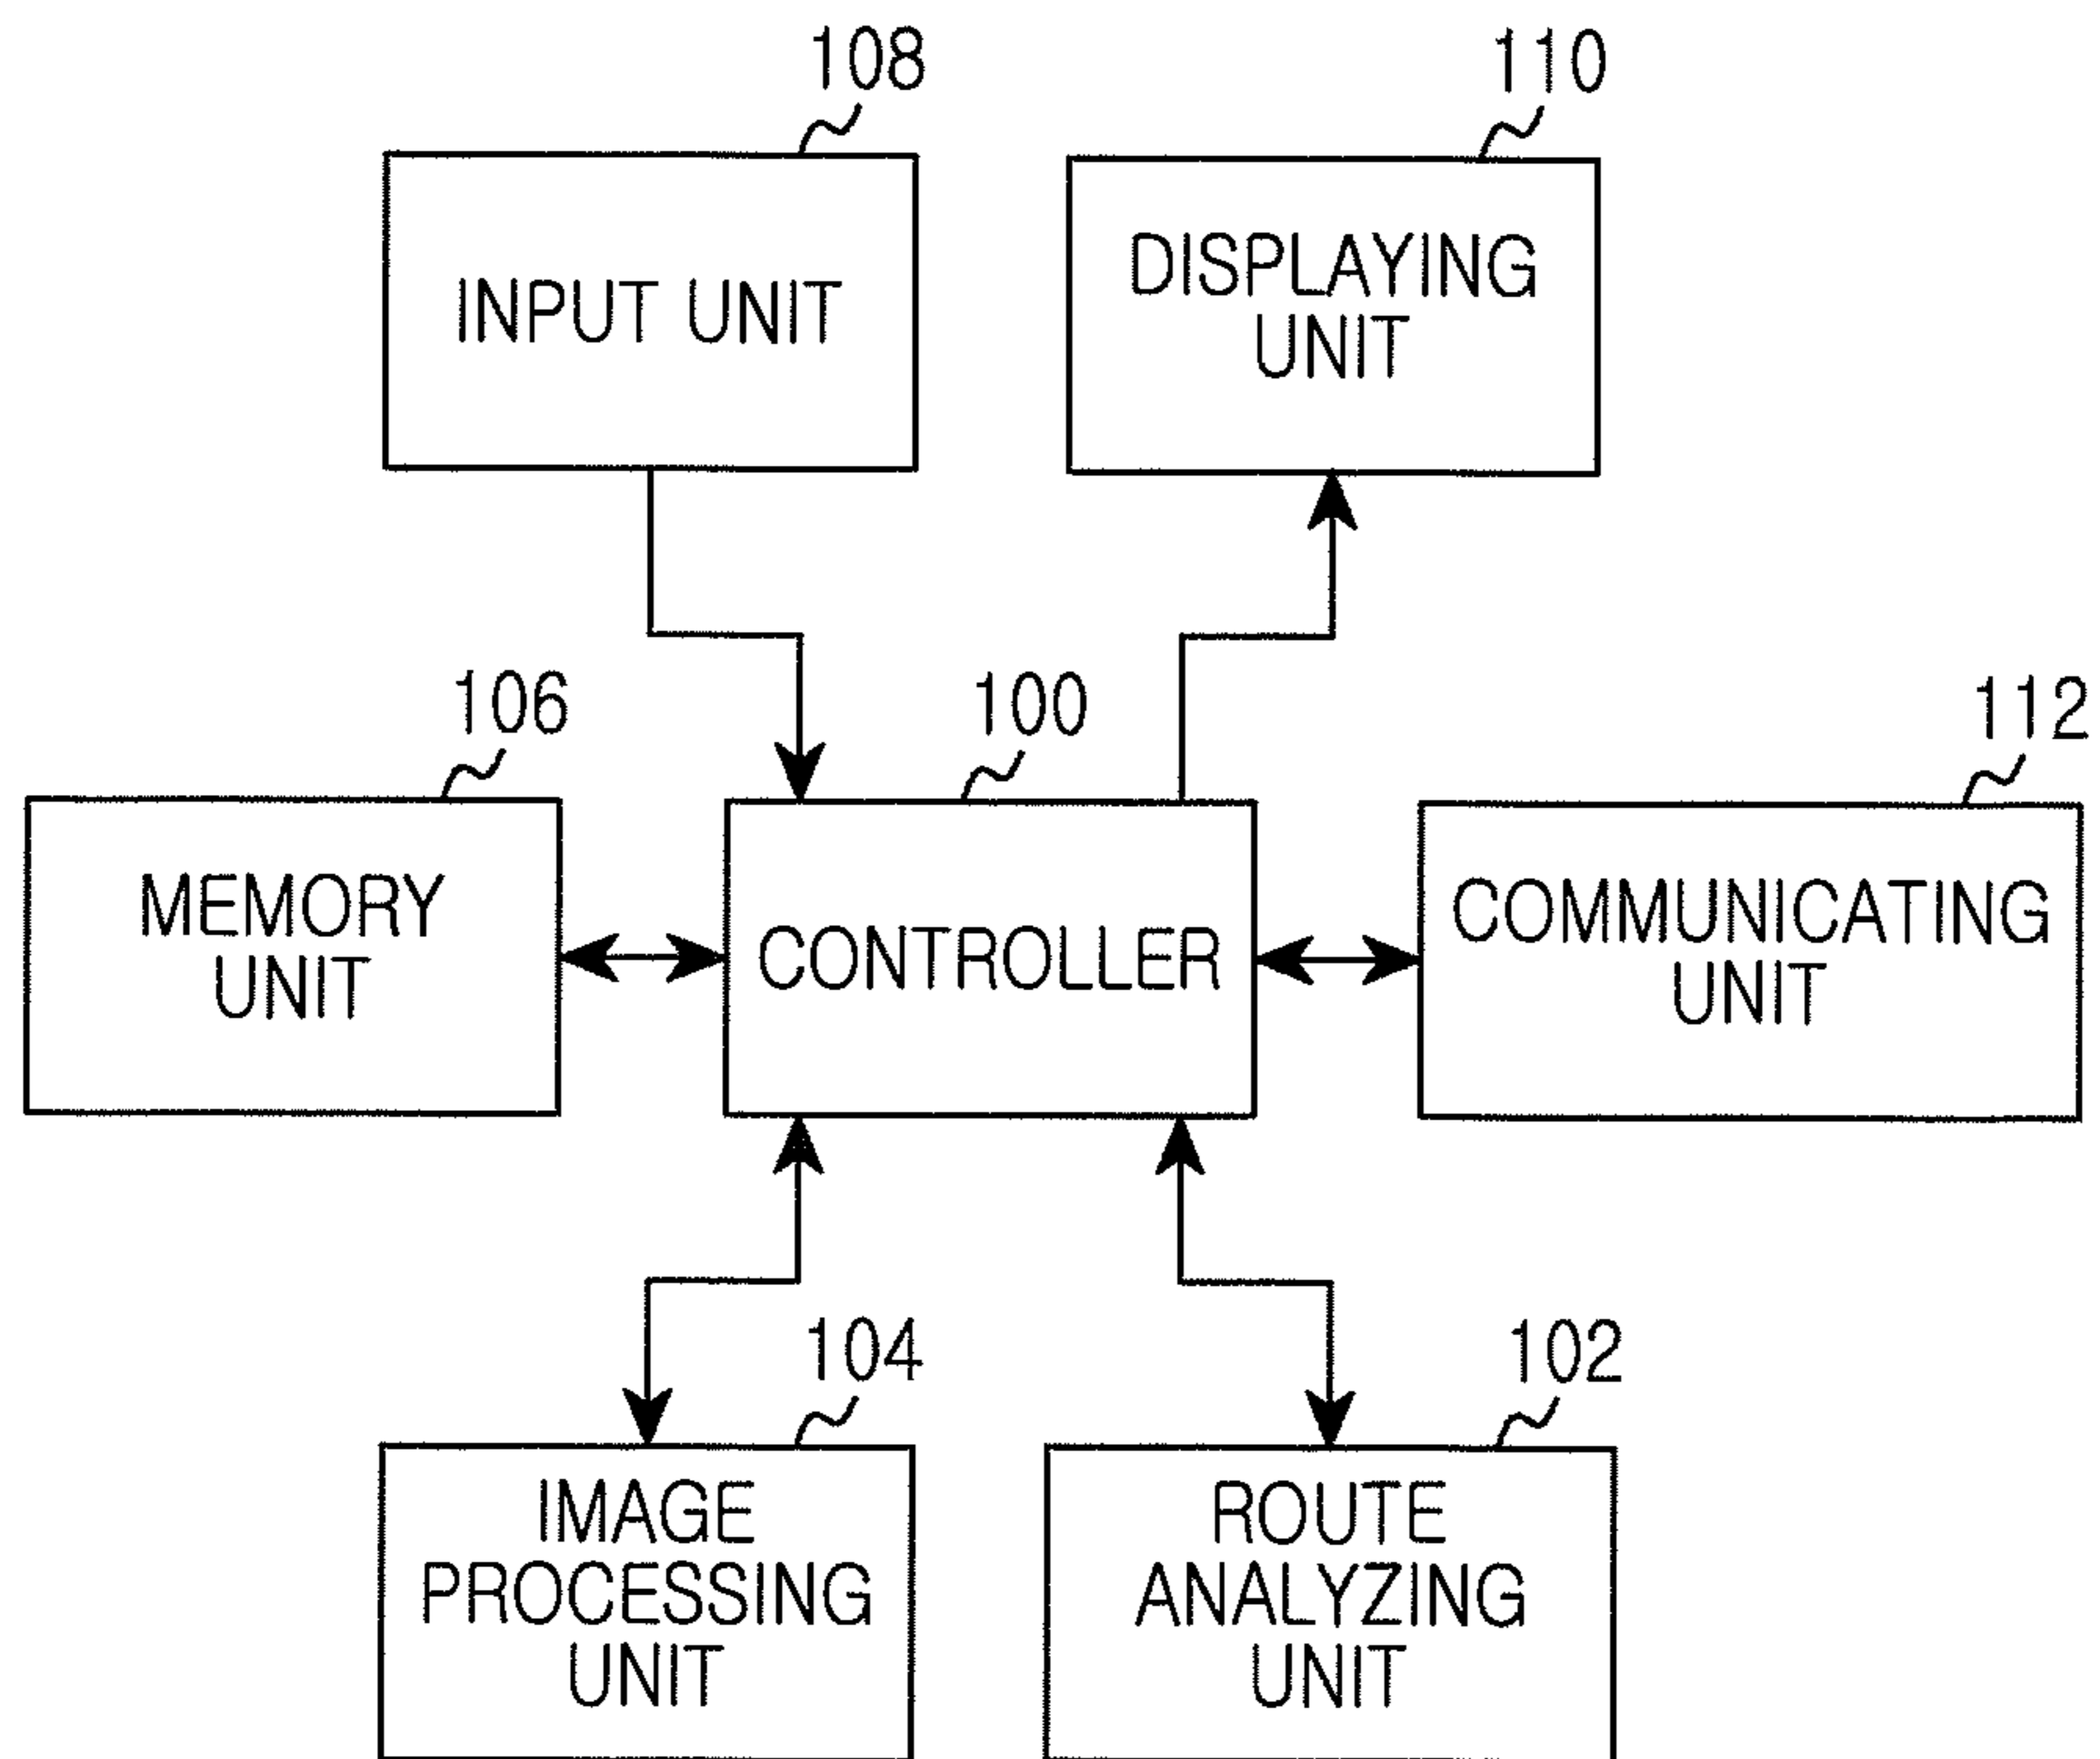 108
110
INPUT UNIT
DISPLAYING
UNIT
106
100
112
MEMORY
UNIT
CONTROLLER
COMMUNICATING
UNIT
104
102
IMAGE
PROCESSING
UNIT
ROUTE
ANALYZING
UNIT